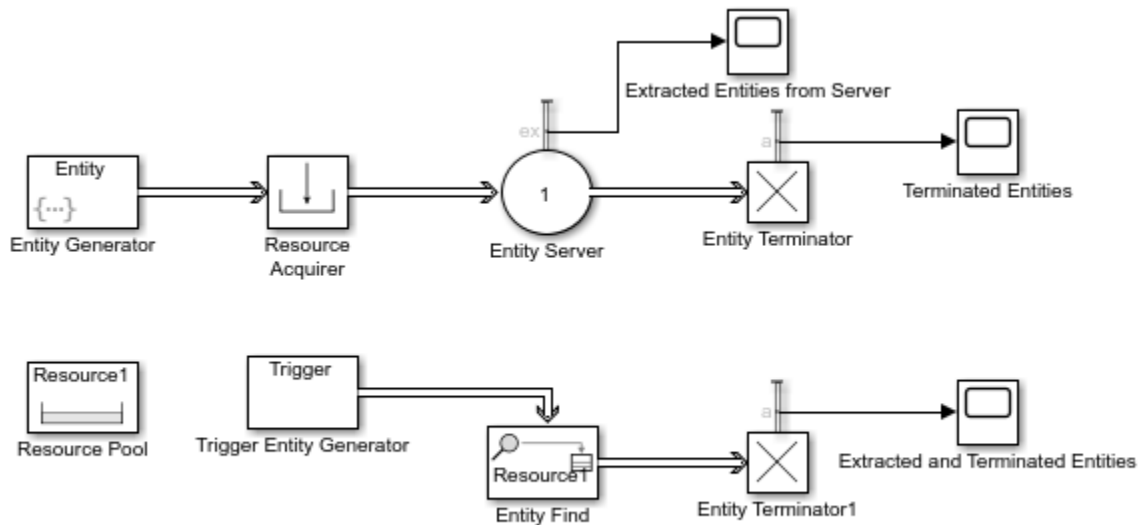 Extracted Entities from Server
ex
a
Entity
{...}
1
Terminated Entities
Entity Generator
Resource
Acquirer
Entity Server
Entity Terminator
Resource1
Trigger
a
Resource Pool
Trigger Entity Generator
Resource1
Extracted and Terminated Entities
Entity Find
Entity Terminator1